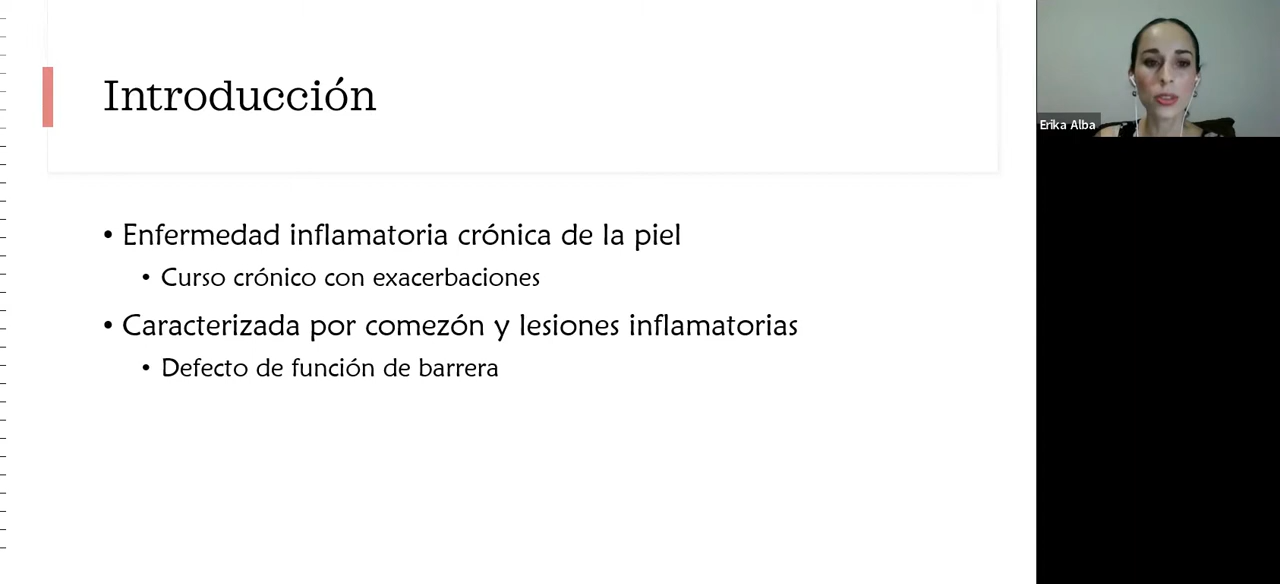 Introducción
• Enfermedad inflamatoria crónica de la piel
• Curso crónico con exacerbaciones
• Caracterizada por comezón y lesiones inflamatorias
• Defecto de función de barrera
Erika Alba